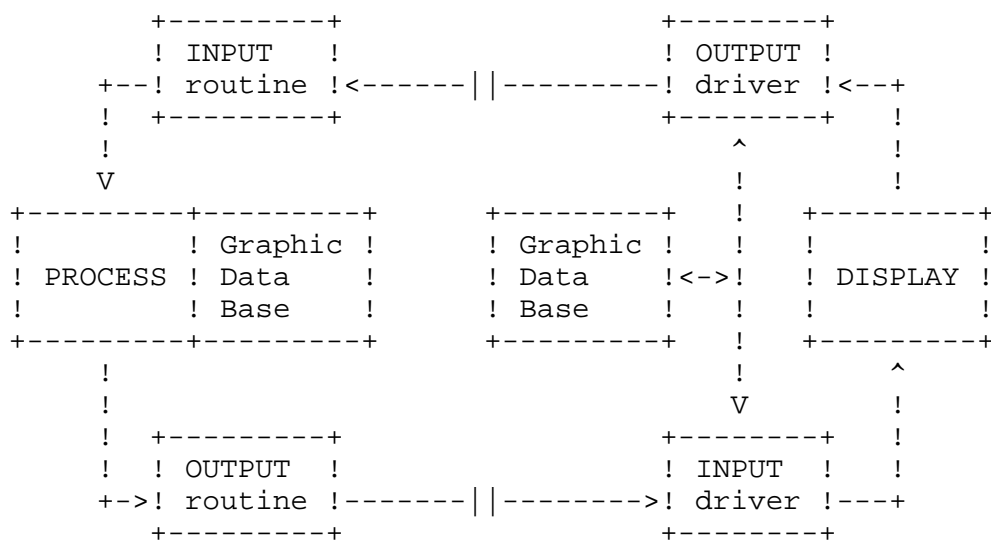 INPUT OUTPUT
routine driver
Graphic Graphic
PROCESS Data Data DISPLAY
Base Base
OUTPUT INPUT
routine driver